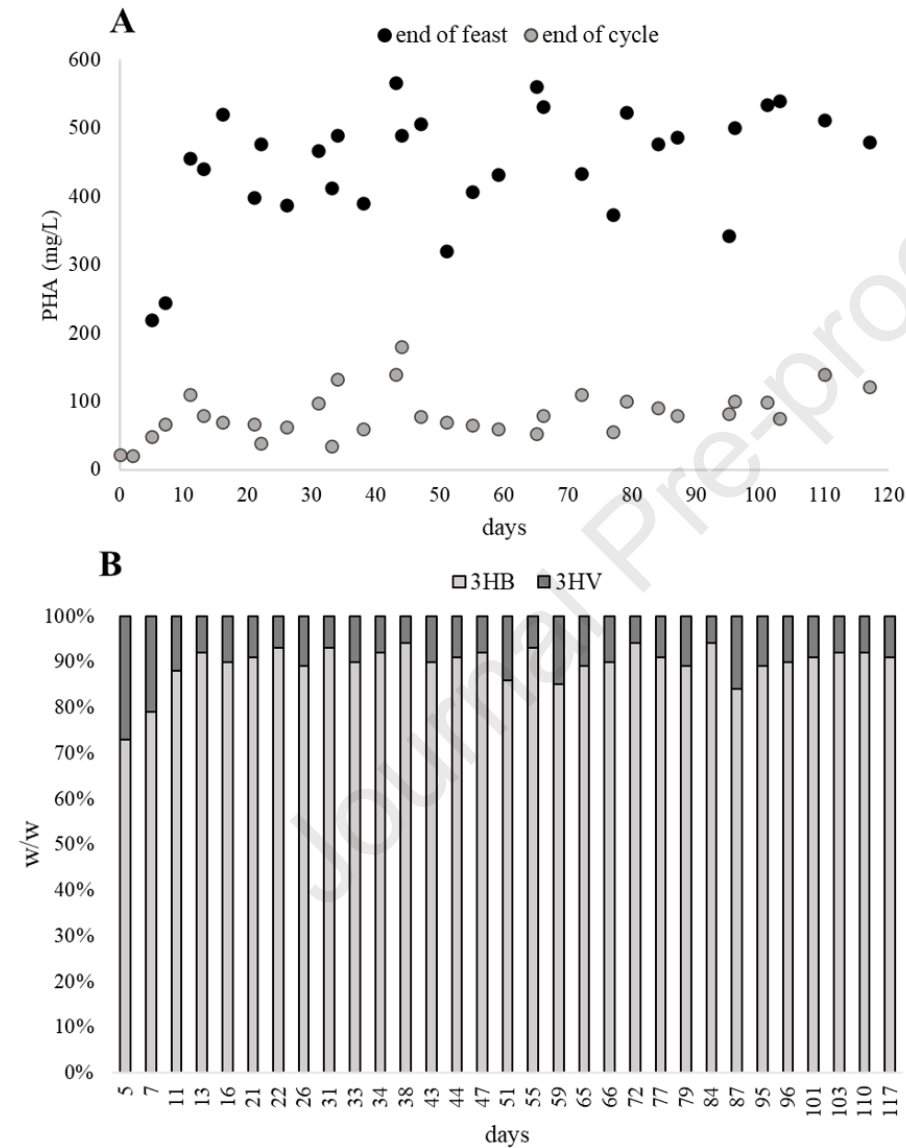 A
end of feast end of cycle
600
500
400
300
200
100
0
PHA (mg/L)
0 10 20 30 40 50 60 70 80 90 100 110 120
days
B
3HB 3HV
100%
90%
80%
70%
60%
50%
40%
30%
20%
10%
0%
w/w
5 7 11 13 16 21 22 26 31 33 34 38 43 44 47 51 55 59 65 66 72 77 79 84 87 95 96 101 103 110 117
days
Journal Pre-proo